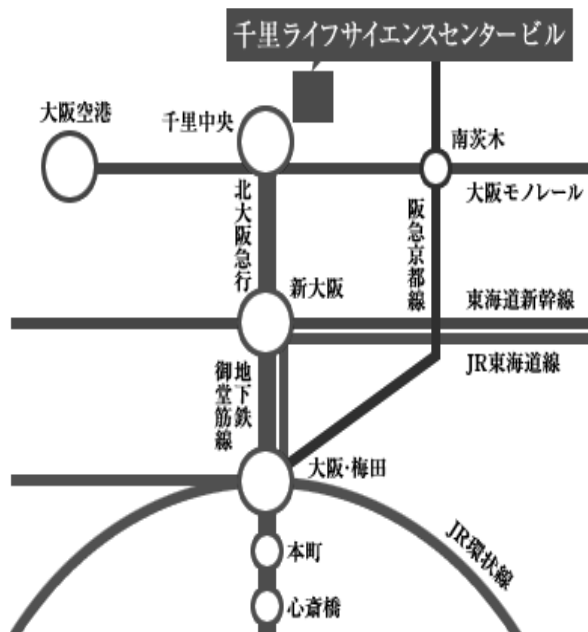 千里ライフサイエンスセンタービル
大阪空港
千里中央
南茨木
大阪モノレール
北大阪急行
阪急京都線
新大阪
東海道新幹線
JR東海道線
地下鉄
御堂筋線
大阪・梅田
JR環状線
本町
心斎橋